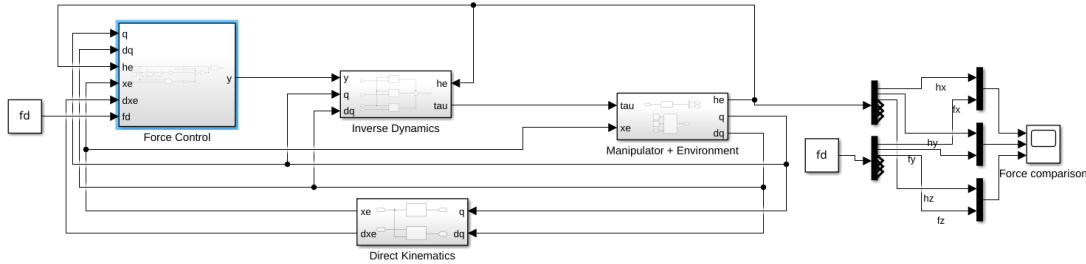 fd
q
dq
he
xe
dxe
fd
y
Force Control
y
q
dq
he
tau
Inverse Dynamics
tau
xe
he
q
dq
Manipulator + Environment
xe
dxe
q
dq
Direct Kinematics
fd
hx
fx
hy
fy
hz
fz
Force comparison